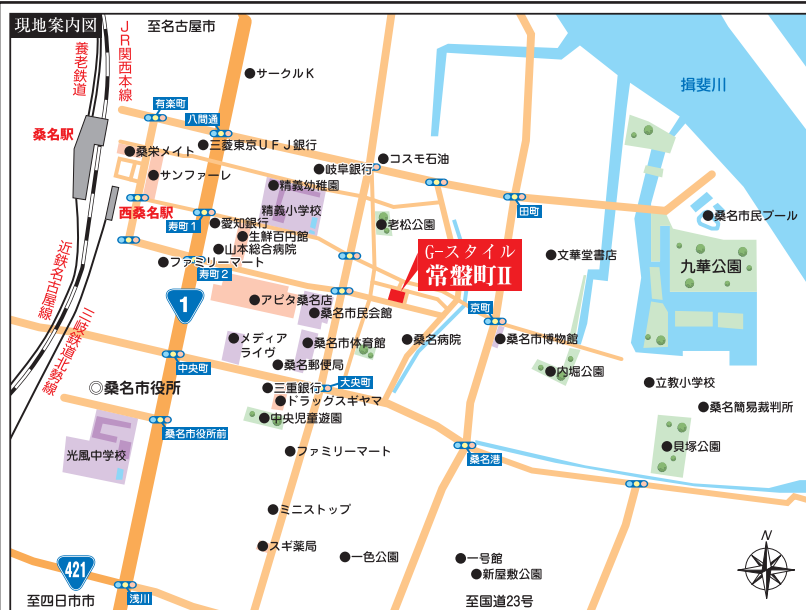 現地案内図
至名古屋市
JR関西本線
養老鉄道
サークルK
揖斐川
有楽町
八間通
桑名駅
三菱東京UFJ銀行
桑栄メイト
コスモ石油
岐阜銀行
サンファーレ
精義幼稚園
精義小学校
田町
西桑名駅
寿町1
愛知銀行
老松公園
桑名市民プール
生鮮百円館
山本総合病院
ファミリーマート
寿町2
G-スタイル
常盤町II
文華堂書店
九華公園
近鉄名古屋線
三岐鉄道北勢線
1
アピタ桑名店
桑名市民会館
京町
メディア
ライヴ
桑名市体育館
桑名病院
桑名市博物館
中央町
桑名郵便局
内堀公園
桑名市役所
三重銀行
大央町
立教小学校
ドラッグスギヤマ
桑名簡易裁判所
中央児童遊園
桑名市役所前
光風中学校
ファミリーマート
桑名港
貝塚公園
ミニストップ
スギ薬局
一色公園
一号館
新屋敷公園
N
421
至四日市市
浅川
至国道23号